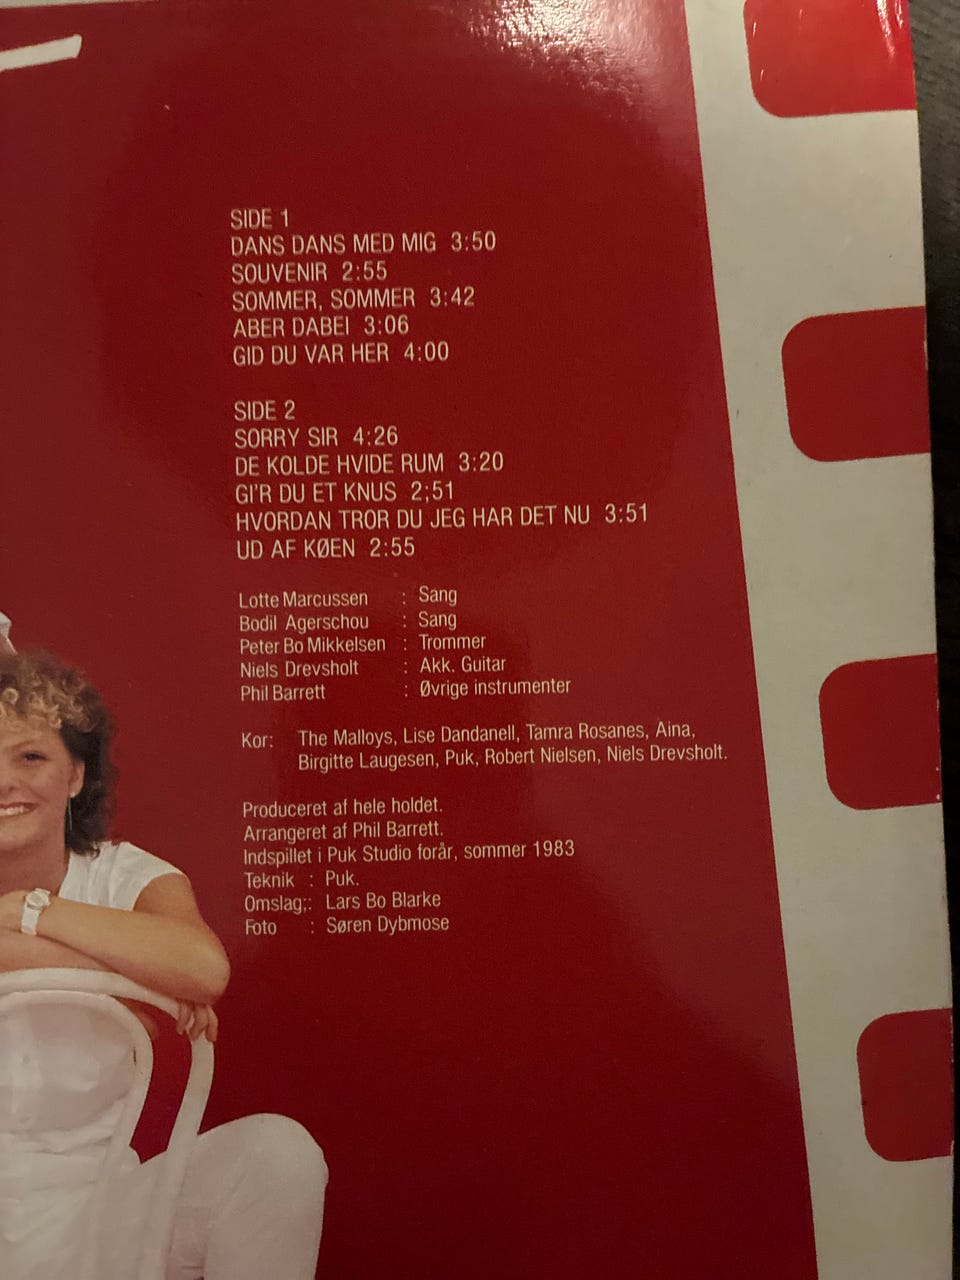 SIDE 1
DANS DANS MED MIG 3:50
SOUVENIR 2:55
SOMMER, SOMMER 3:42
ABER DABEI 3:06
GID DU VAR HER 4:00
SIDE 2
SORRY SIR 4:26
DE KOLDE HVIDE RUM 3:20
GI'R DU ET KNUS 2;51
HVORDAN TROR DU JEG HAR DET NU 3:51
UD AF KØEN 2:55
Lotte Marcussen : Sang
Bodil Agerschou : Sang
Peter Bo Mikkelsen : Trommer
Niels Drevsholt : Akk. Guitar
Phil Barrett : Øvrige instrumenter
Kor: The Malloys, Lise Dandanell, Tamra Rosanes, Aina,
Birgitte Laugesen, Puk, Robert Nielsen, Niels Drevsholt.
Produceret af hele holdet.
Arrangeret af Phil Barrett.
Indspillet i Puk Studio forår, sommer 1983
Teknik : Puk.
Omslag;: Lars Bo Blarke
Foto : Søren Dybmose